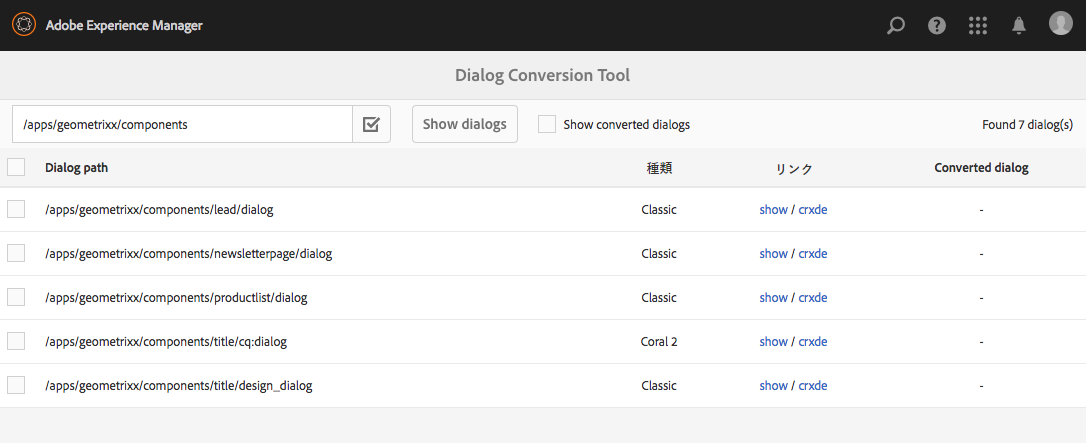 Adobe Experience Manager
Dialog Conversion Tool
/apps/geometrixx/components Show dialogs Show converted dialogs Found 7 dialog(s)
Dialog path 種類 リンク Converted dialog
/apps/geometrixx/components/lead/dialog Classic show / crxde -
/apps/geometrixx/components/newsletterpage/dialog Classic show / crxde -
/apps/geometrixx/components/productlist/dialog Classic show / crxde -
/apps/geometrixx/components/title/cq:dialog Coral 2 show / crxde -
/apps/geometrixx/components/title/design_dialog Classic show / crxde -